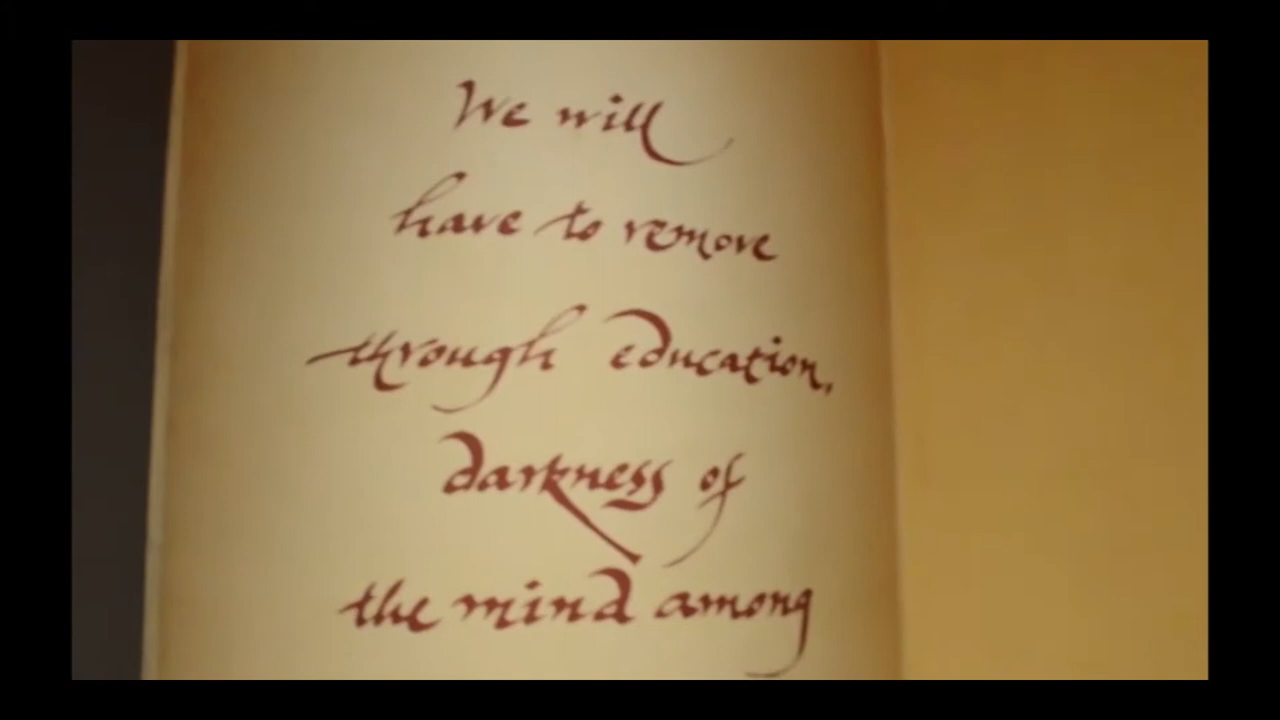 We will
have to remove
through education,
darkness of
the mind among